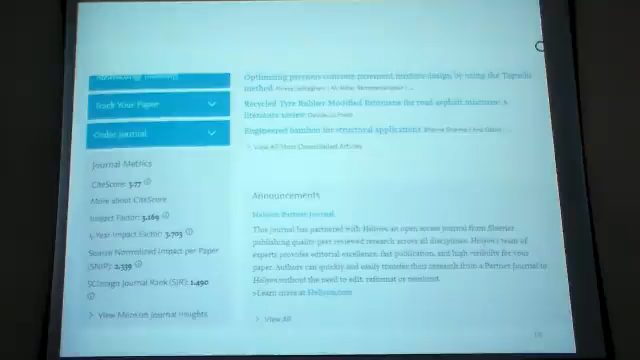 Track Your Paper
Order Journal
Journal Metrics
CiteScore: 3.77
More about CiteScore
Impact Factor: 3.169
5-Year Impact Factor: 3.703
Source Normalized Impact per Paper
(SNIP): 2.339
SCImago Journal Rank (SJR): 1.490
View More on Journal Insights
Optimizing pervious concrete pavement mixture design by using the Taguchi
method
Recycled Tyre Rubber Modified Bitumens for road asphalt mixtures: A
literature review
Engineered bamboo for structural applications
View All Most Downloaded Articles
Announcements
Heliyon Partner Journal
This journal has partnered with Heliyon, an open access journal from Elsevier
publishing quality peer reviewed research across all disciplines. Heliyon's team of
experts provides editorial excellence, fast publication, and high visibility for your
paper. Authors can quickly and easily transfer their research from a Partner Journal to
Heliyon without the need to edit, reformat or resubmit.
>Learn more at Heliyon.com
View All